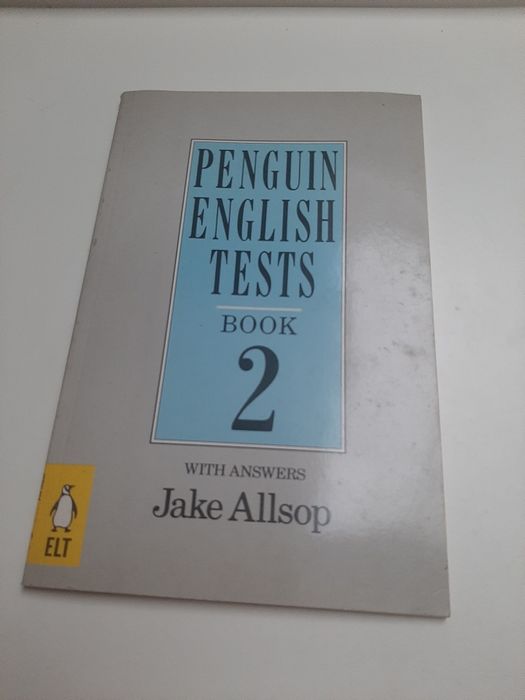 PENGUIN
ENGLISH
TESTS
BOOK
2
WITH ANSWERS
Jake Allsop
ELT